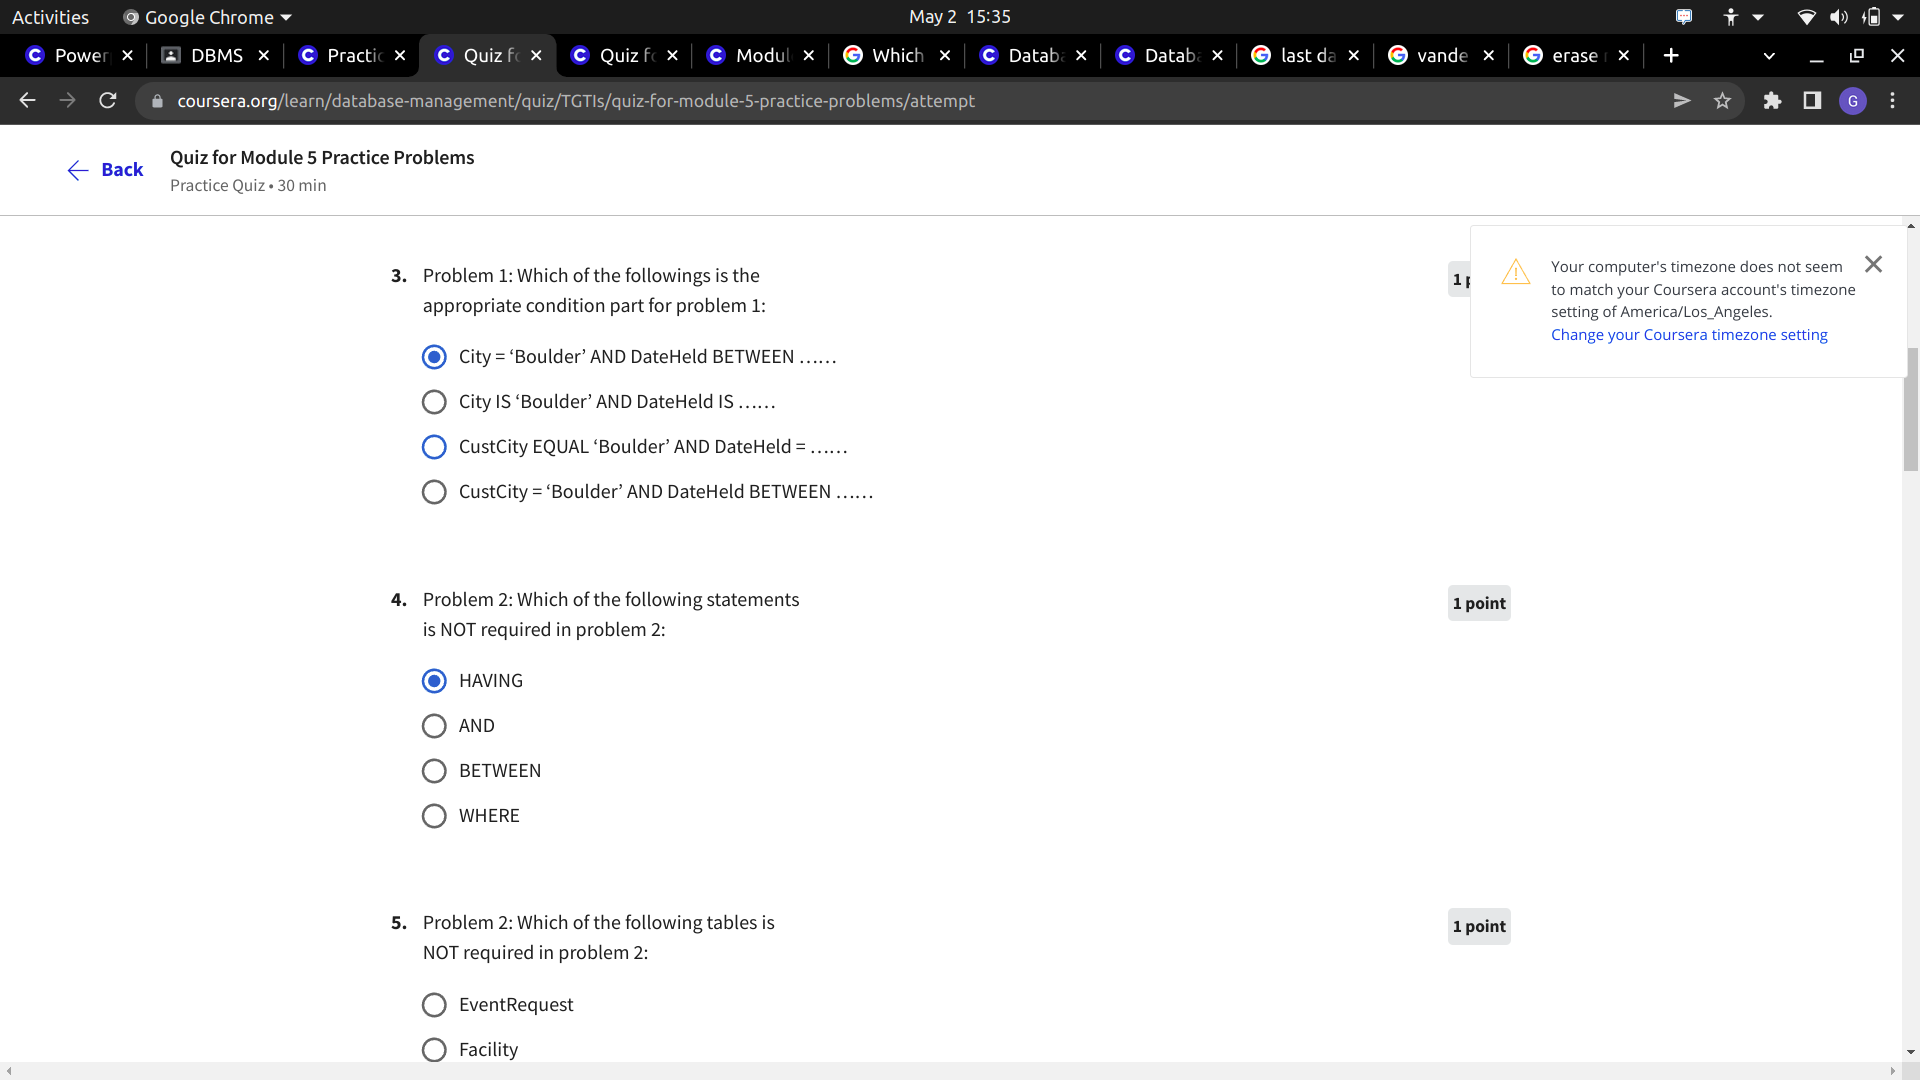 Activities Google Chrome May 2 15:35
Power DBMS Practic Quiz fo Quiz fo Modul Which Databa Databa last da vande erase
coursera.org/learn/database-management/quiz/TGTIs/quiz-for-module-5-practice-problems/attempt G
Back
Quiz for Module 5 Practice Problems
Practice Quiz • 30 min
Your computer's timezone does not seem
to match your Coursera account's timezone
setting of America/Los_Angeles.
Change your Coursera timezone setting
3. Problem 1: Which of the followings is the
appropriate condition part for problem 1:
1 p
City = ‘Boulder’ AND DateHeld BETWEEN ……
City IS ‘Boulder’ AND DateHeld IS ……
CustCity EQUAL ‘Boulder’ AND DateHeld = ……
CustCity = ‘Boulder’ AND DateHeld BETWEEN ……
4. Problem 2: Which of the following statements
is NOT required in problem 2:
1 point
HAVING
AND
BETWEEN
WHERE
5. Problem 2: Which of the following tables is
NOT required in problem 2:
1 point
EventRequest
Facility